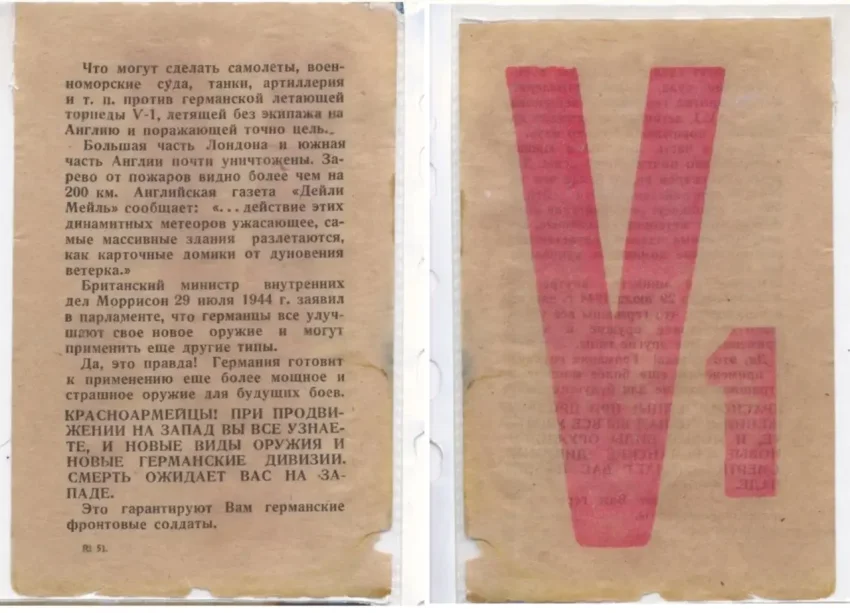 Что могут сделать самолеты, воен-
номорские суда, танки, артиллерия
и т. п. против германской летающей
торпеды V-1, летящей без экипажа на
Англию и поражающей точно цель..
Большая часть Лондона и южная
часть Англии почти уничтожены. За-
рево от пожаров видно более чем на
200 км. Английская газета «Дейли
Мейль» сообщает: «... действие этих
динамитных метеоров ужасающее, са-
мые массивные здания разлетаются,
как карточные домики от дуновения
ветерка.»
Британский министр внутренних
дел Моррисон 29 июля 1944 г. заявил
в парламенте, что германцы все улуч-
шают свое новое оружие и могут
применить еще другие типы.
Да, это правда! Германия готовит
к применению еще более мощное и
страшное оружие для будущих боев.
КРАСНОАРМЕЙЦЫ! ПРИ ПРОДВИ-
ЖЕНИИ НА ЗАПАД ВЫ ВСЕ УЗНАЕ-
ТЕ, И НОВЫЕ ВИДЫ ОРУЖИЯ И
НОВЫЕ ГЕРМАНСКИЕ ДИВИЗИИ.
СМЕРТЬ ОЖИДАЕТ ВАС НА ЗА-
ПАДЕ.
Это гарантируют Вам германские
фронтовые солдаты.
51.
V1